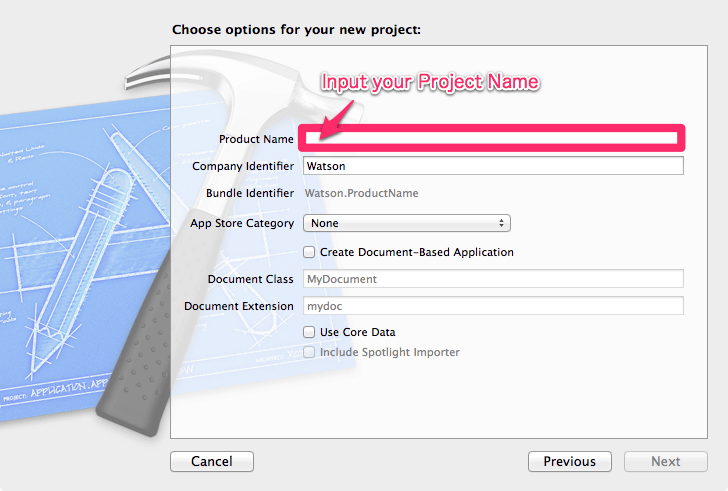 Choose options for your new project:
Input your Project Name
Product Name
Company Identifier Watson
Bundle Identifier Watson.ProductName
App Store Category None
Create Document-Based Application
Document Class MyDocument
Document Extension mydoc
Use Core Data
Include Spotlight Importer
PROJECT: APPLICATION.APP
Cancel Previous Next